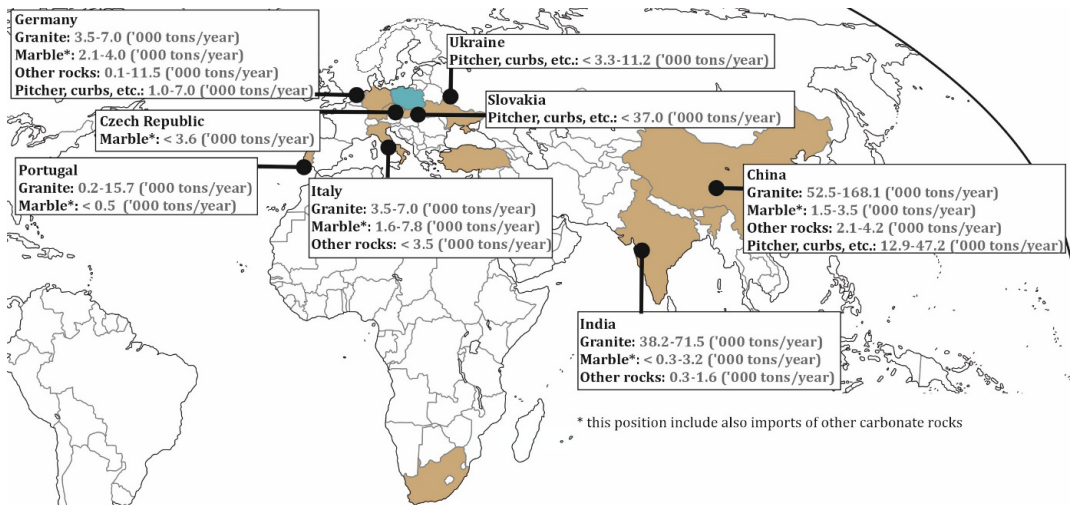 Germany
Granite: 3.5-7.0 ('000 tons/year)
Marble*: 2.1-4.0 ('000 tons/year)
Other rocks: 0.1-11.5 ('000 tons/year)
Pitcher, curbs, etc.: 1.0-7.0 ('000 tons/year)
Ukraine
Pitcher, curbs, etc.: < 3.3-11.2 ('000 tons/year)
Slovakia
Pitcher, curbs, etc.: < 37.0 ('000 tons/year)
Czech Republic
Marble*: < 3.6 ('000 tons/year)
Portugal
Granite: 0.2-15.7 ('000 tons/year)
Marble*: < 0.5 ('000 tons/year)
Italy
Granite: 3.5-7.0 ('000 tons/year)
Marble*: 1.6-7.8 ('000 tons/year)
Other rocks: < 3.5 ('000 tons/year)
China
Granite: 52.5-168.1 ('000 tons/year)
Marble*: 1.5-3.5 ('000 tons/year)
Other rocks: 2.1-4.2 ('000 tons/year)
Pitcher, curbs, etc.: 12.9-47.2 ('000 tons/year)
India
Granite: 38.2-71.5 ('000 tons/year)
Marble*: < 0.3-3.2 ('000 tons/year)
Other rocks: 0.3-1.6 ('000 tons/year)
* this position include also imports of other carbonate rocks